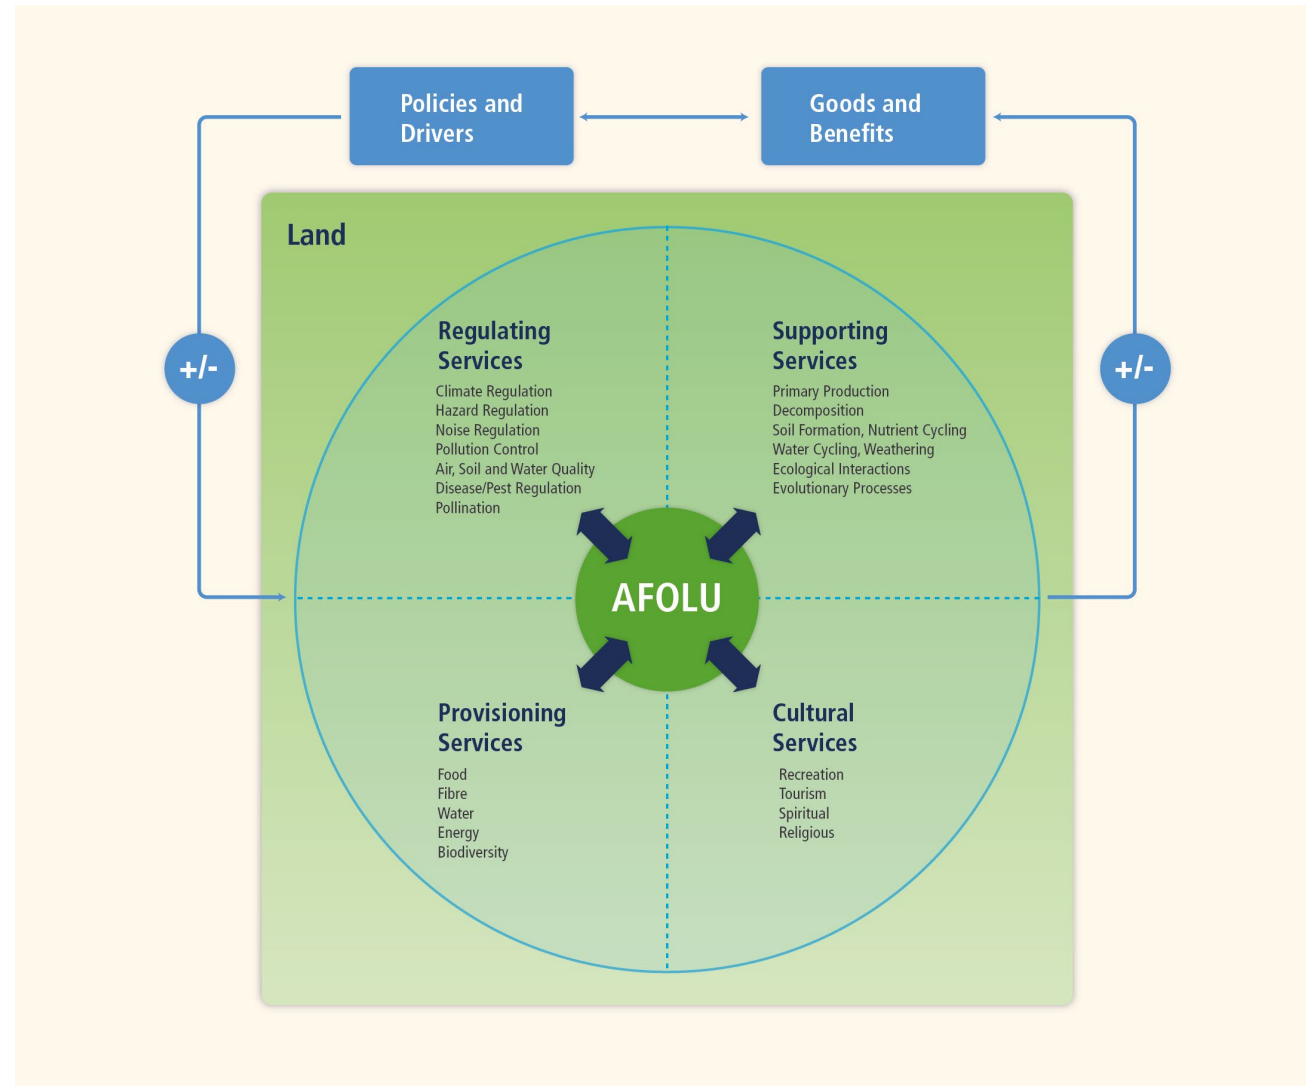 Policies and
Drivers
Goods and
Benefits
Land
+/-
+/-
Regulating
Services
Climate Regulation
Hazard Regulation
Noise Regulation
Pollution Control
Air, Soil and Water Quality
Disease/Pest Regulation
Pollination
Supporting
Services
Primary Production
Decomposition
Soil Formation, Nutrient Cycling
Water Cycling, Weathering
Ecological Interactions
Evolutionary Processes
AFOLU
Provisioning
Services
Food
Fibre
Water
Energy
Biodiversity
Cultural
Services
Recreation
Tourism
Spiritual
Religious